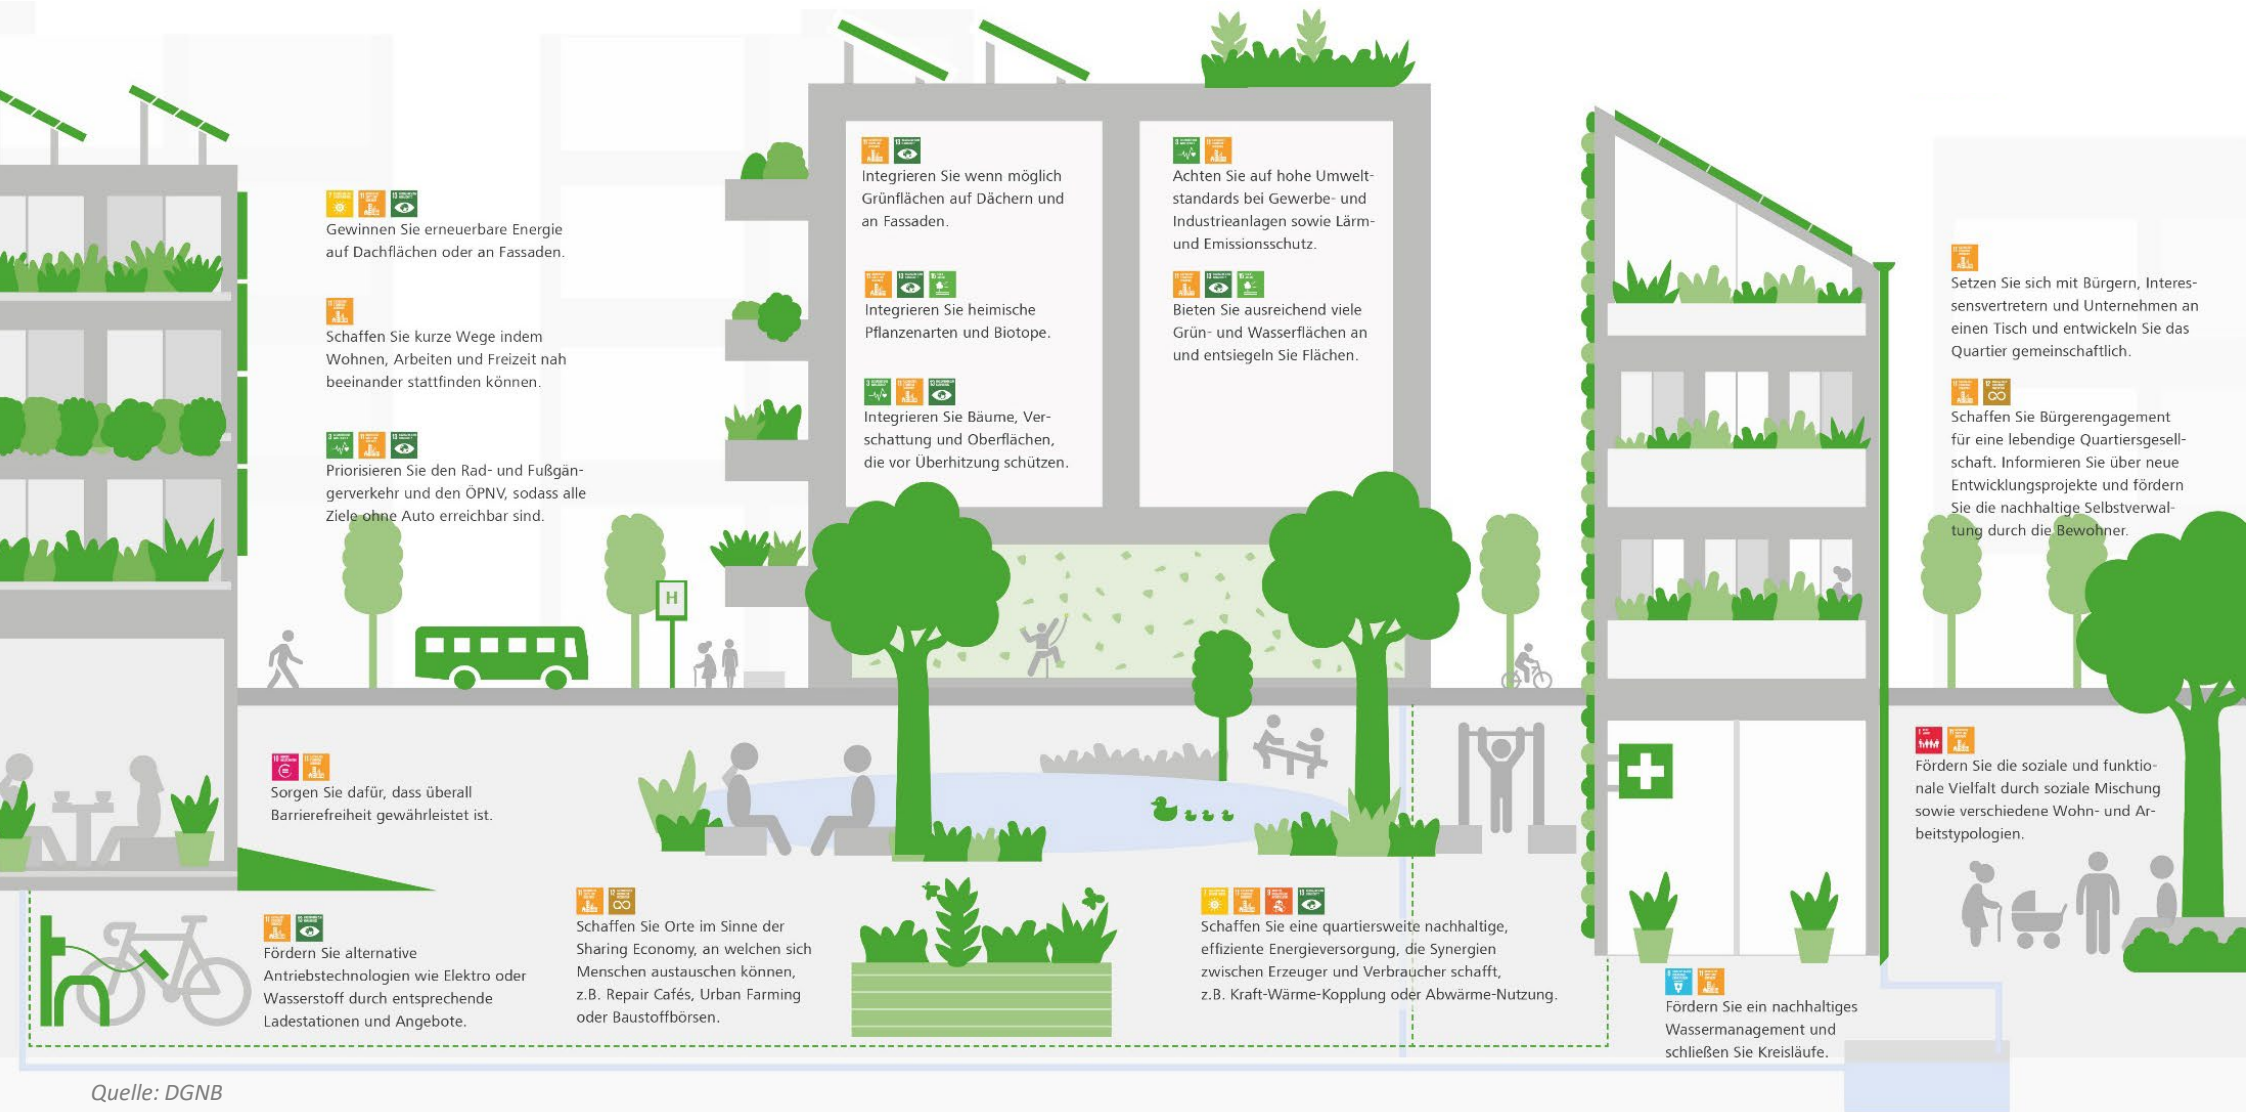 Gewinnen Sie erneuerbare Energie
auf Dachflächen oder an Fassaden.
Schaffen Sie kurze Wege indem
Wohnen, Arbeiten und Freizeit nah
beeinander stattfinden können.
Priorisieren Sie den Rad- und Fußgän-
gerverkehr und den ÖPNV, sodass alle
Ziele ohne Auto erreichbar sind.
H
Integrieren Sie wenn möglich
Grünflächen auf Dächern und
an Fassaden.
Integrieren Sie heimische
Pflanzenarten und Biotope.
Integrieren Sie Bäume, Ver-
schattung und Oberflächen,
die vor Überhitzung schützen.
Achten Sie auf hohe Umwelt-
standards bei Gewerbe- und
Industrieanlagen sowie Lärm-
und Emissionsschutz.
Bieten Sie ausreichend viele
Grün- und Wasserflächen an
und entsiegeln Sie Flächen.
Setzen Sie sich mit Bürgern, Interes-
sensvertretern und Unternehmen an
einen Tisch und entwickeln Sie das
Quartier gemeinschaftlich.
Schaffen Sie Bürgerengagement
für eine lebendige Quartiersgesell-
schaft. Informieren Sie über neue
Entwicklungsprojekte und fördern
Sie die nachhaltige Selbstverwal-
tung durch die Bewohner.
Sorgen Sie dafür, dass überall
Barrierefreiheit gewährleistet ist.
Fördern Sie die soziale und funktio-
nale Vielfalt durch soziale Mischung
sowie verschiedene Wohn- und Ar-
beitstypologien.
Fördern Sie alternative
Antriebstechnologien wie Elektro oder
Wasserstoff durch entsprechende
Ladestationen und Angebote.
Schaffen Sie Orte im Sinne der
Sharing Economy, an welchen sich
Menschen austauschen können,
z.B. Repair Cafés, Urban Farming
oder Baustoffbörsen.
Schaffen Sie eine quartiersweite nachhaltige,
effiziente Energieversorgung, die Synergien
zwischen Erzeuger und Verbraucher schafft,
z.B. Kraft-Wärme-Kopplung oder Abwärme-Nutzung.
Fördern Sie ein nachhaltiges
Wassermanagement und
schließen Sie Kreisläufe.
Quelle: DGNB